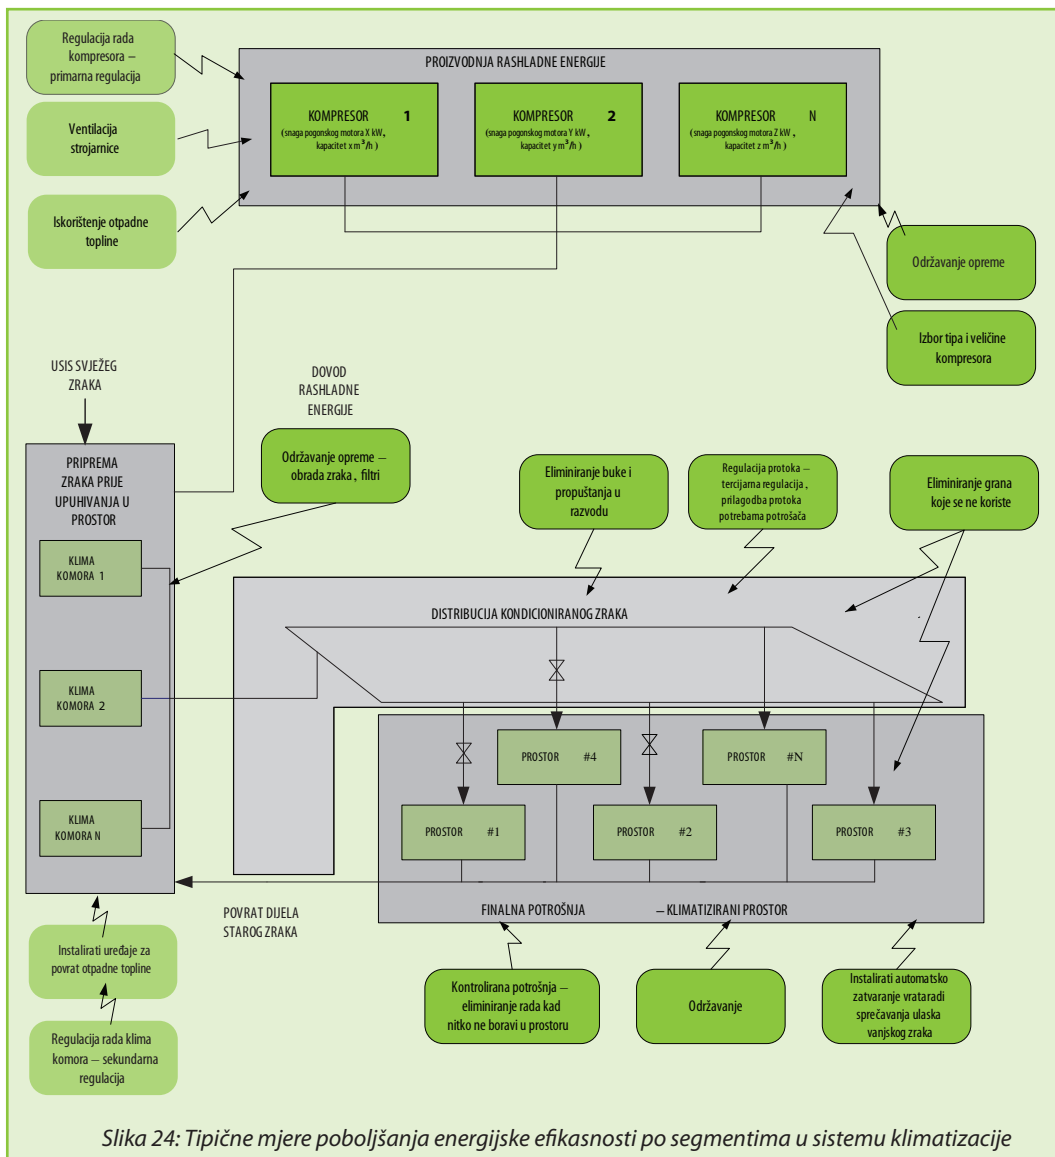 Regulacija rada
kompresora –
primarna regulacija
Ventilacija
strojarnice
Iskorištenje otpadne
topline
PROIZVODNJA RASHLADNE ENERGIJE
KOMPRESOR 1
(snaga pogonskog motora X kW,
kapacitet x m³/h)
KOMPRESOR 2
(snaga pogonskog motora Y kW,
kapacitet y m³/h)
KOMPRESOR N
(snaga pogonskog motora Z kW,
kapacitet z m³/h)
Održavanje opreme
Izbor tipa i veličine
kompresora
USIS SVJEŽEG
ZRAKA
DOVOD
RASHLADNE
ENERGIJE
PRIPREMA
ZRAKA PRIJE
UPUHIVANJA U
PROSTOR
KLIMA
KOMORA 1
KLIMA
KOMORA 2
KLIMA
KOMORA N
Održavanje opreme –
obrada zraka, filtri
Eliminiranje buke i
propuštanja u
razvodu
Regulacija protoka –
tercijarna regulacija,
prilagodba protoka
potrebama potrošača
Eliminiranje grana
koje se ne koriste
DISTRIBUCIJA KONDICIONIRANOG ZRAKA
PROSTOR #4
PROSTOR #N
PROSTOR #1
PROSTOR #2
PROSTOR #3
FINALNA POTROŠNJA – KLIMATIZIRANI PROSTOR
POVRAT DIJELA
STAROG ZRAKA
Instalirati uređaje za
povrat otpadne topline
Regulacija rada klima
komora – sekundarna
regulacija
Kontrolirana potrošnja –
eliminiranje rada kad
nitko ne boravi u prostoru
Održavanje
Instalirati automatsko
zatvaranje vrataradi
sprečavanja ulaska
vanjskog zraka
Slika 24: Tipične mjere poboljšanja energijske efikasnosti po segmentima u sistemu klimatizacije